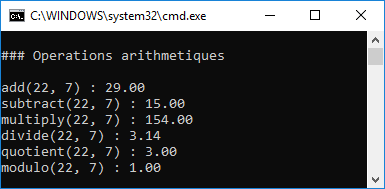 C:\WINDOWS\system32\cmd.exe
### Operations arithmetiques
add(22, 7) : 29.00
subtract(22, 7) : 15.00
multiply(22, 7) : 154.00
divide(22, 7) : 3.14
quotient(22, 7) : 3.00
modulo(22, 7) : 1.00